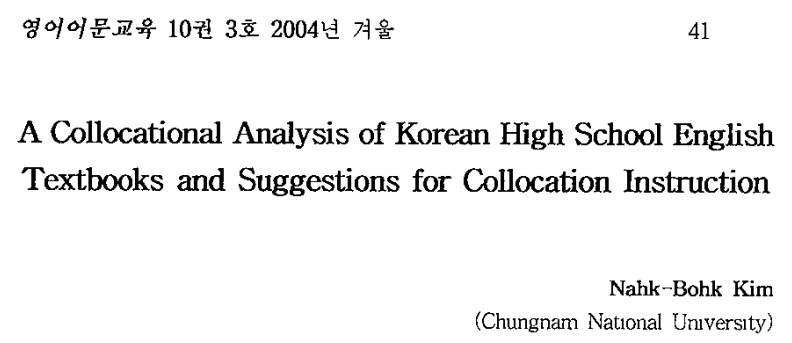 영어어문교육 10권 3호 2004년 겨울 41
A Collocational Analysis of Korean High School English
Textbooks and Suggestions for Collocation Instruction
Nahk-Bohk Kim
(Chungnam National University)